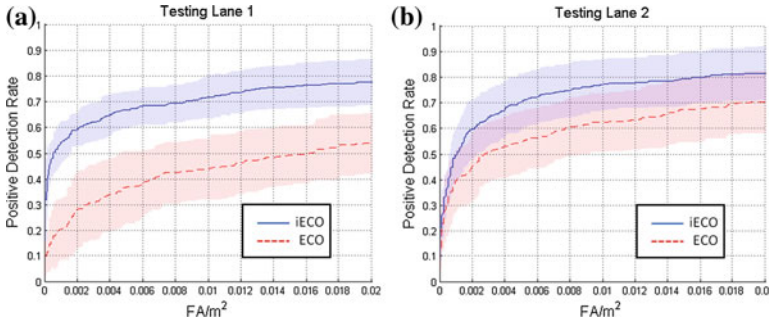 (a)
Testing Lane 1
Positive Detection Rate
1
0.9
0.8
0.7
0.6
0.5
0.4
0.3
0.2
0.1
0
iECO
ECO
0 0.002 0.004 0.006 0.008 0.01 0.012 0.014 0.016 0.018 0.02
FA/m²
(b)
Testing Lane 2
Positive Detection Rate
1
0.9
0.8
0.7
0.6
0.5
0.4
0.3
0.2
0.1
0
iECO
ECO
0 0.002 0.004 0.006 0.008 0.01 0.012 0.014 0.016 0.018 0.0
FA/m²